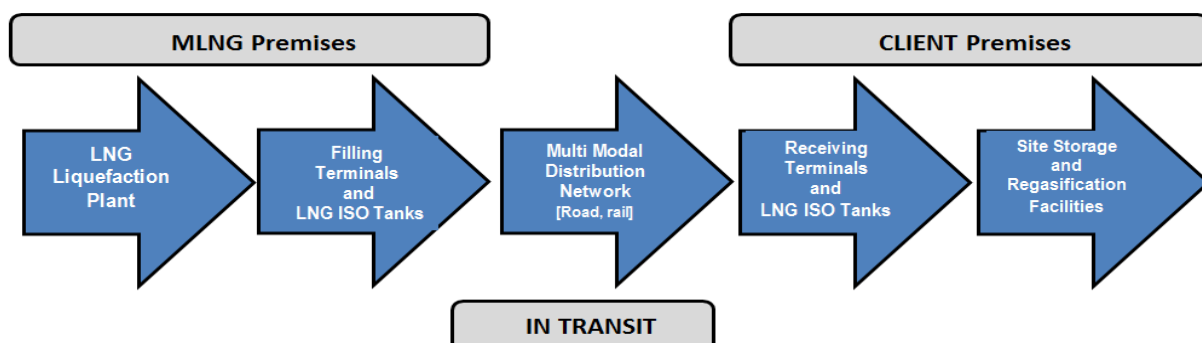 MLNG Premises
CLIENT Premises
LNG
Liquefaction
Plant
Filling
Terminals
and
LNG ISO Tanks
Multi Modal
Distribution
Network
[Road, rail]
Receiving
Terminals
and
LNG ISO Tanks
Site Storage
and
Regasification
Facilities
IN TRANSIT